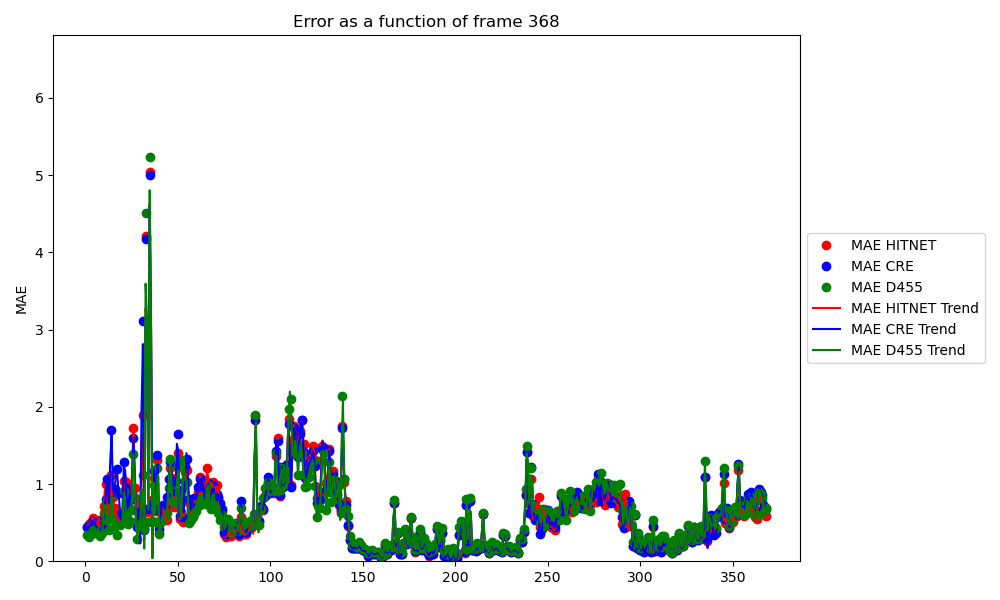 Error as a function of frame 368
MAE
6
5
4
3
2
1
0
0
50
100
150
200
250
300
350
MAE HITNET
MAE CRE
MAE D455
MAE HITNET Trend
MAE CRE Trend
MAE D455 Trend